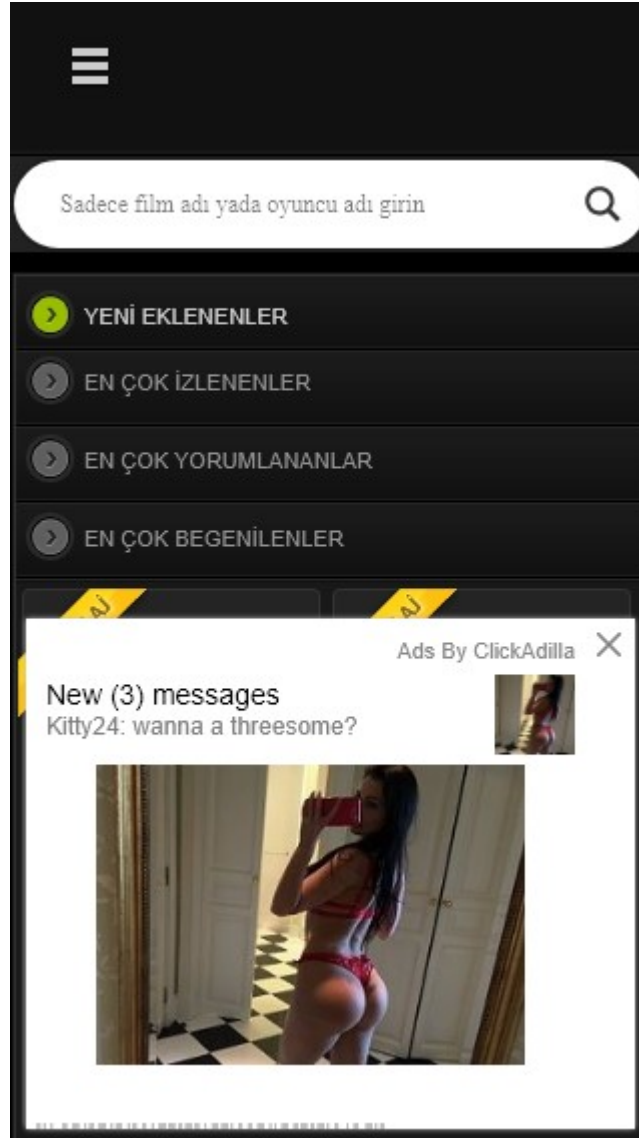 Sadece film adı yada oyuncu adı girin
YENİ EKLENENLER
EN ÇOK İZLENENLER
EN ÇOK YORUMLANANLAR
EN ÇOK BEGENİLENLER
Ads By ClickAdilla
New (3) messages
Kitty24: wanna a threesome?